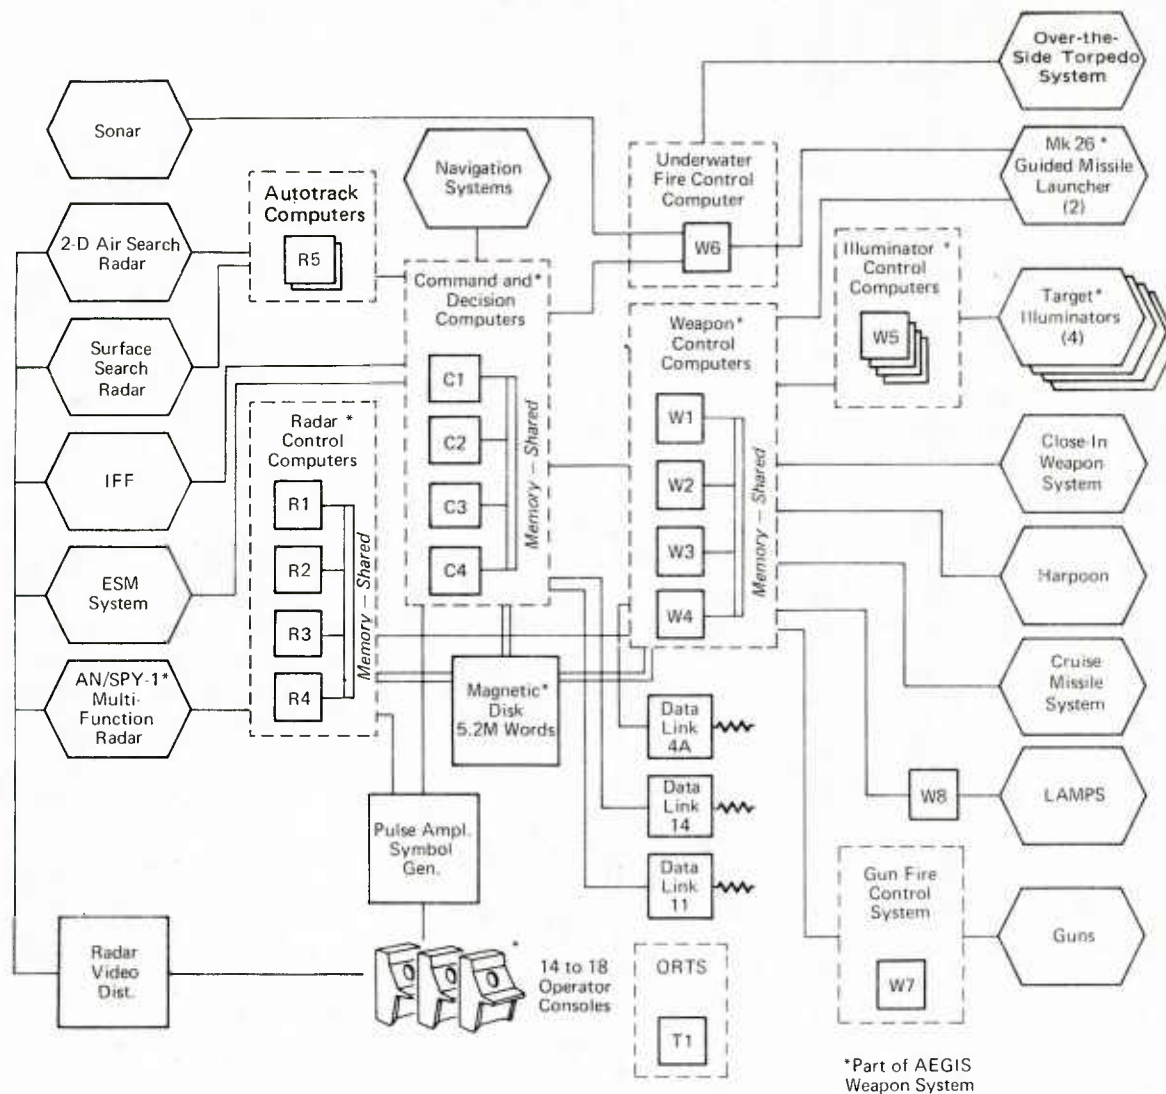 Over-the-
Side Torpedo
System
Sonar
Navigation
Systems
Underwater
Fire Control
Computer
W6
Mk 26 *
Guided Missile
Launcher
(2)
Autotrack
Computers
R5
2-D Air Search
Radar
Command and*
Decision
Computers
C1
C2
C3
C4
Memory – Shared
Illuminator *
Control
Computers
W5
Target*
Illuminators
(4)
Weapon*
Control
Computers
W1
W2
W3
W4
Memory – Shared
Surface
Search
Radar
Radar *
Control
Computers
R1
R2
R3
R4
Memory – Shared
Close-In
Weapon
System
IFF
ESM
System
Harpoon
AN/SPY-1*
Multi-
Function
Radar
Magnetic*
Disk
5.2M Words
Data
Link
4A
Cruise
Missile
System
Pulse Ampl.
Symbol
Gen.
Data
Link
14
W8
LAMPS
Data
Link
11
Gun Fire
Control
System
W7
Guns
Radar
Video
Dist.
*
14 to 18
Operator
Consoles
ORTS
T1
*Part of AEGIS
Weapon System